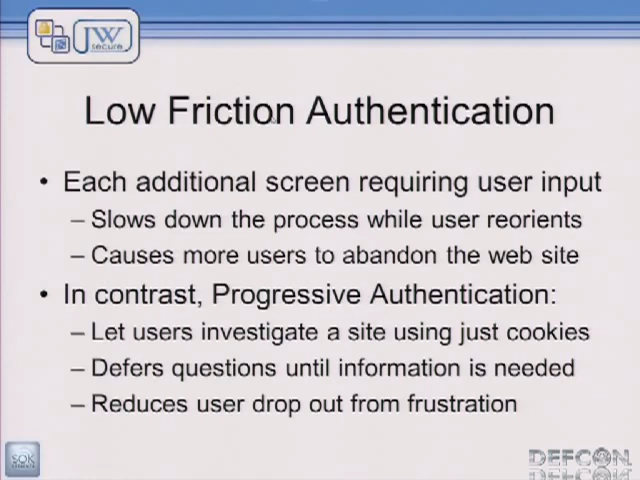 JW
secure
Low Friction Authentication
• Each additional screen requiring user input
– Slows down the process while user reorients
– Causes more users to abandon the web site
• In contrast, Progressive Authentication:
– Let users investigate a site using just cookies
– Defers questions until information is needed
– Reduces user drop out from frustration
SOK
DEFCON